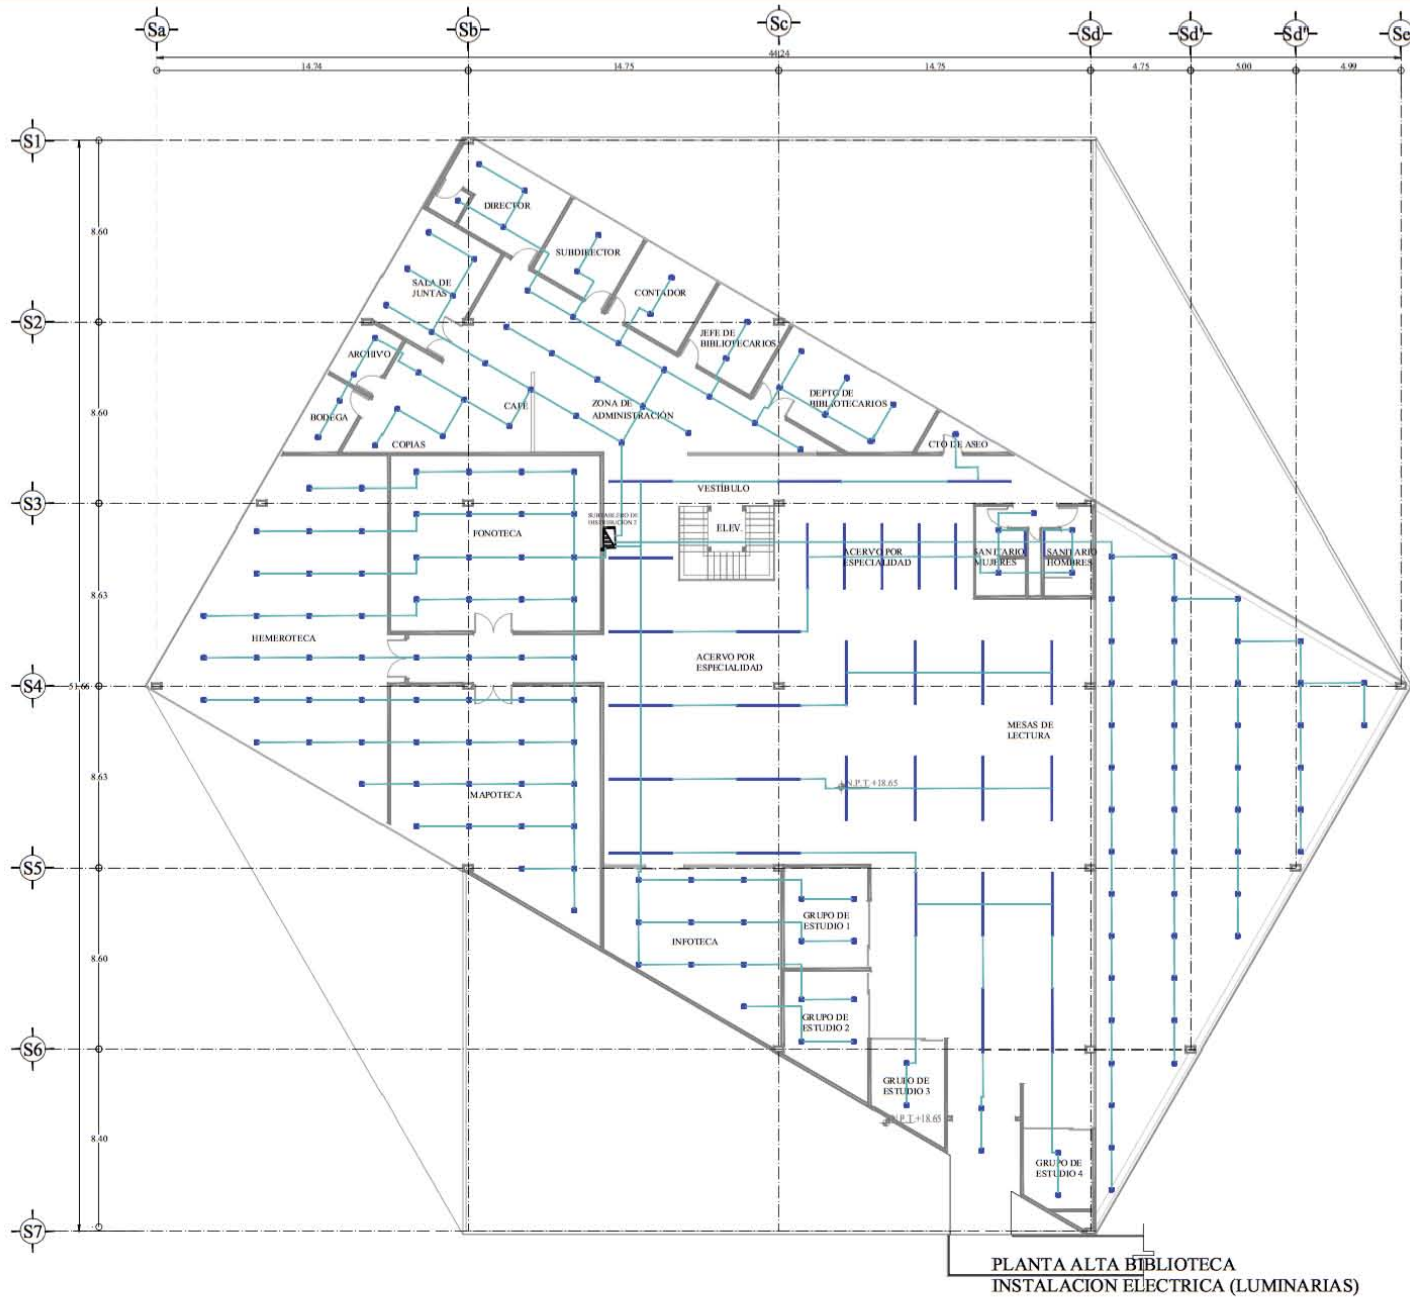 Sa
Sb
Sc
Sd
Sd'
Sd''
Se
44.24
14.74
14.75
14.75
4.75
5.00
4.99
S1
8.60
DIRECTOR
SUBDIRECTOR
SALA DE
JUNTAS
CONTADOR
S2
JEFE DE
BIBLIOTECARIOS
ARCHIVO
DEPTO DE
BIBLIOTECARIOS
CAFÉ
ZONA DE
ADMINISTRACIÓN
8.60
BODEGA
COPIAS
CTO DE ASEO
VESTÍBULO
S3
FONOTECA
ELEV.
ACERVO POR
ESPECIALIDAD
SANITARIO
MUJERES
SANITARIO
HOMBRES
8.63
HEMEROTECA
ACERVO POR
ESPECIALIDAD
S4
51.66
MESAS DE
LECTURA
8.63
N.P.T.+18.65
MAPOTECA
S5
GRUPO DE
ESTUDIO 1
INFOTECA
8.60
GRUPO DE
ESTUDIO 2
S6
GRUPO DE
ESTUDIO 3
N.P.T.+18.65
8.40
GRUPO DE
ESTUDIO 4
S7
PLANTA ALTA BIBLIOTECA
INSTALACION ELECTRICA (LUMINARIAS)